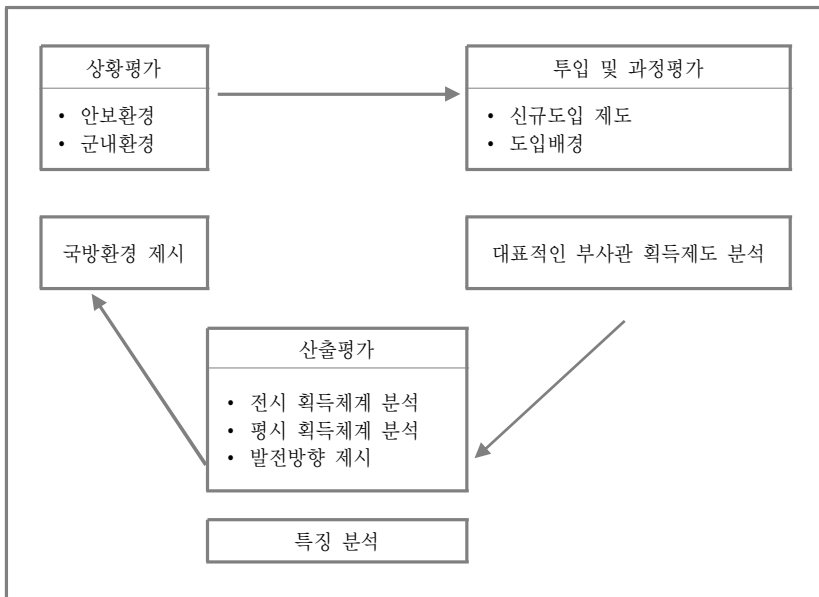 상황평가
• 안보환경
• 군내환경
투입 및 과정평가
• 신규도입 제도
• 도입배경
국방환경 제시
대표적인 부사관 획득제도 분석
산출평가
• 전시 획득체계 분석
• 평시 획득체계 분석
• 발전방향 제시
특징 분석